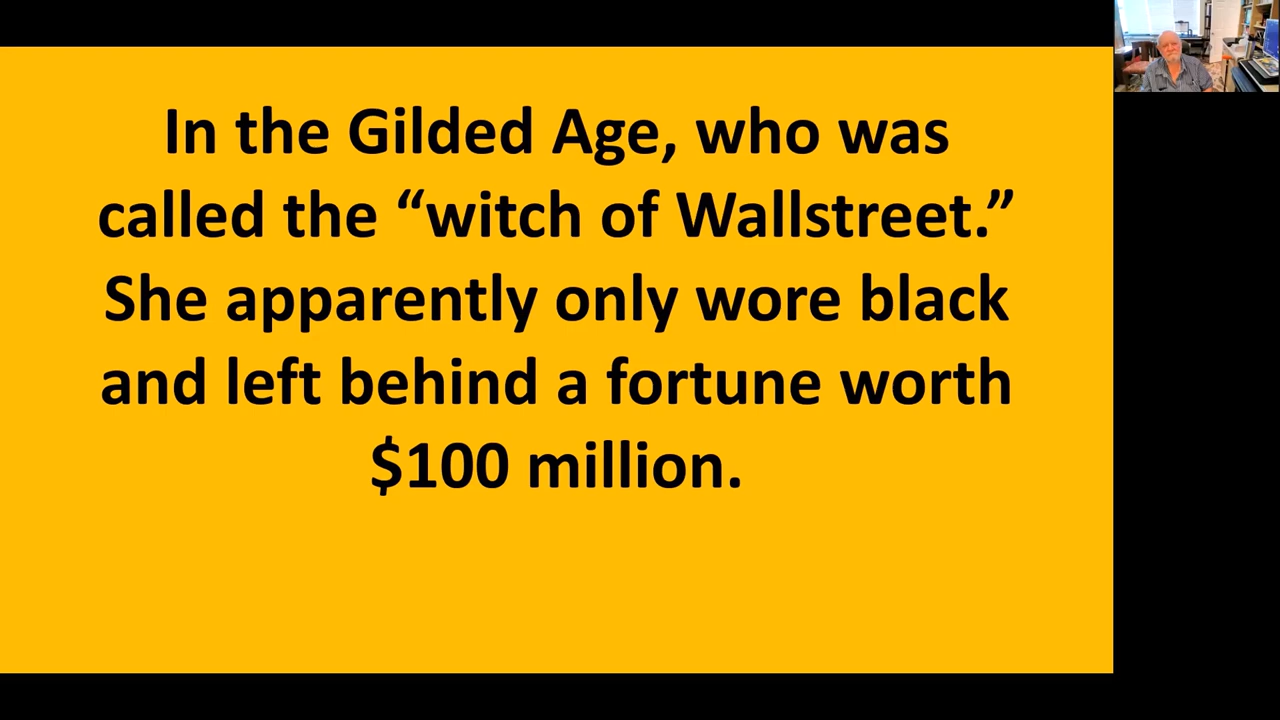 In the Gilded Age, who was
called the “witch of Wallstreet.”
She apparently only wore black
and left behind a fortune worth
$100 million.